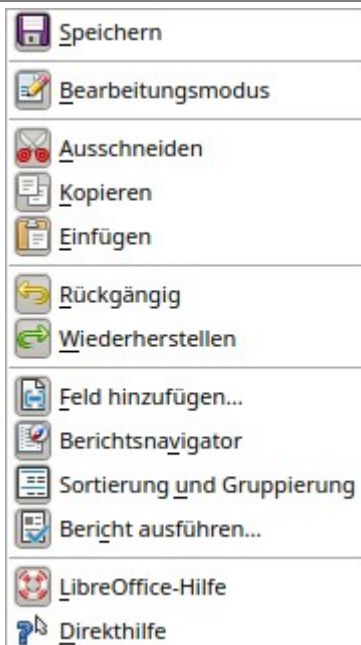 Speichern
Bearbeitungsmodus
Ausschneiden
Kopieren
Einfügen
Rückgängig
Wiederherstellen
Feld hinzufügen...
Berichtsnavigator
Sortierung und Gruppierung
Bericht ausführen...
LibreOffice-Hilfe
Direkthilfe